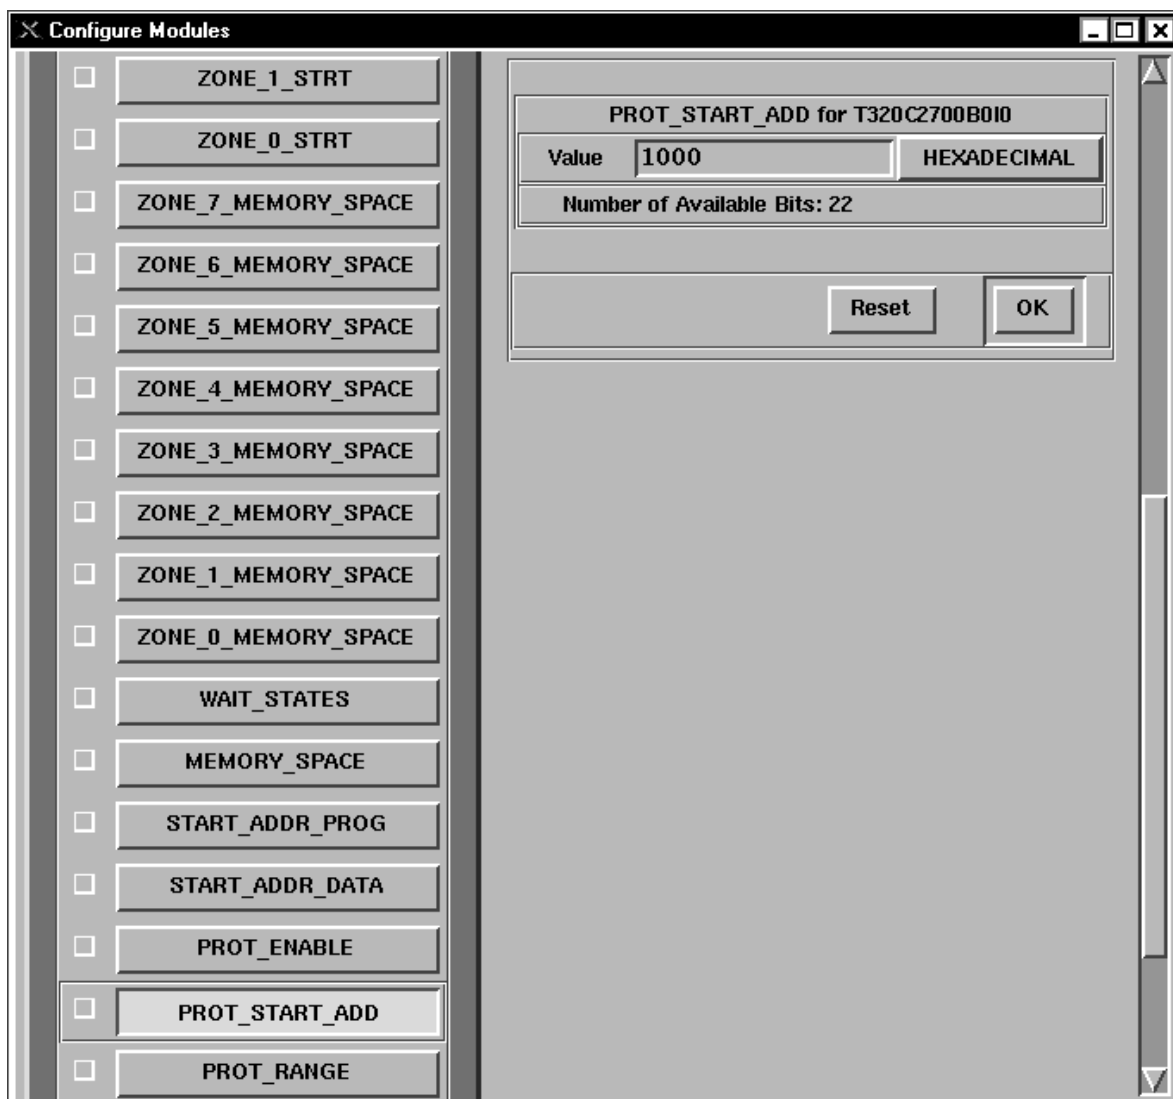 Configure Modules
ZONE_1_STRT
ZONE_0_STRT
ZONE_7_MEMORY_SPACE
ZONE_6_MEMORY_SPACE
ZONE_5_MEMORY_SPACE
ZONE_4_MEMORY_SPACE
ZONE_3_MEMORY_SPACE
ZONE_2_MEMORY_SPACE
ZONE_1_MEMORY_SPACE
ZONE_0_MEMORY_SPACE
WAIT_STATES
MEMORY_SPACE
START_ADDR_PROG
START_ADDR_DATA
PROT_ENABLE
PROT_START_ADD
PROT_RANGE
PROT_START_ADD for T320C2700B0I0
Value 1000 HEXADECIMAL
Number of Available Bits: 22
Reset OK